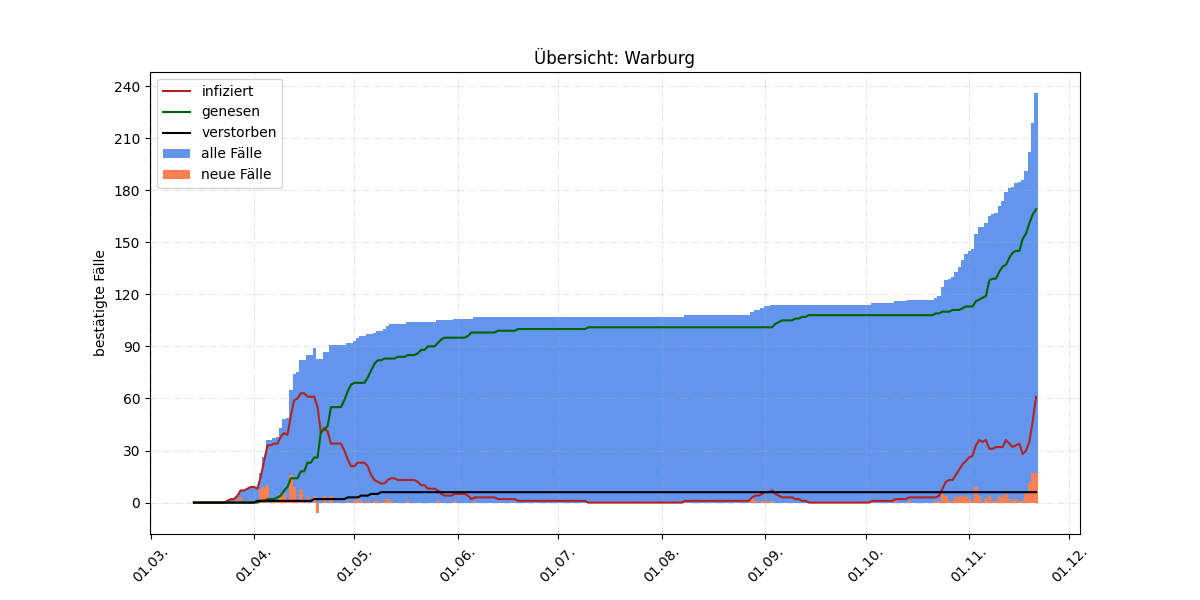 Übersicht: Warburg
infiziert
genesen
verstorben
alle Fälle
neue Fälle
bestätigte Fälle
240
210
180
150
120
90
60
30
0
01.03.
01.04.
01.05.
01.06.
01.07.
01.08.
01.09.
01.10.
01.11.
01.12.